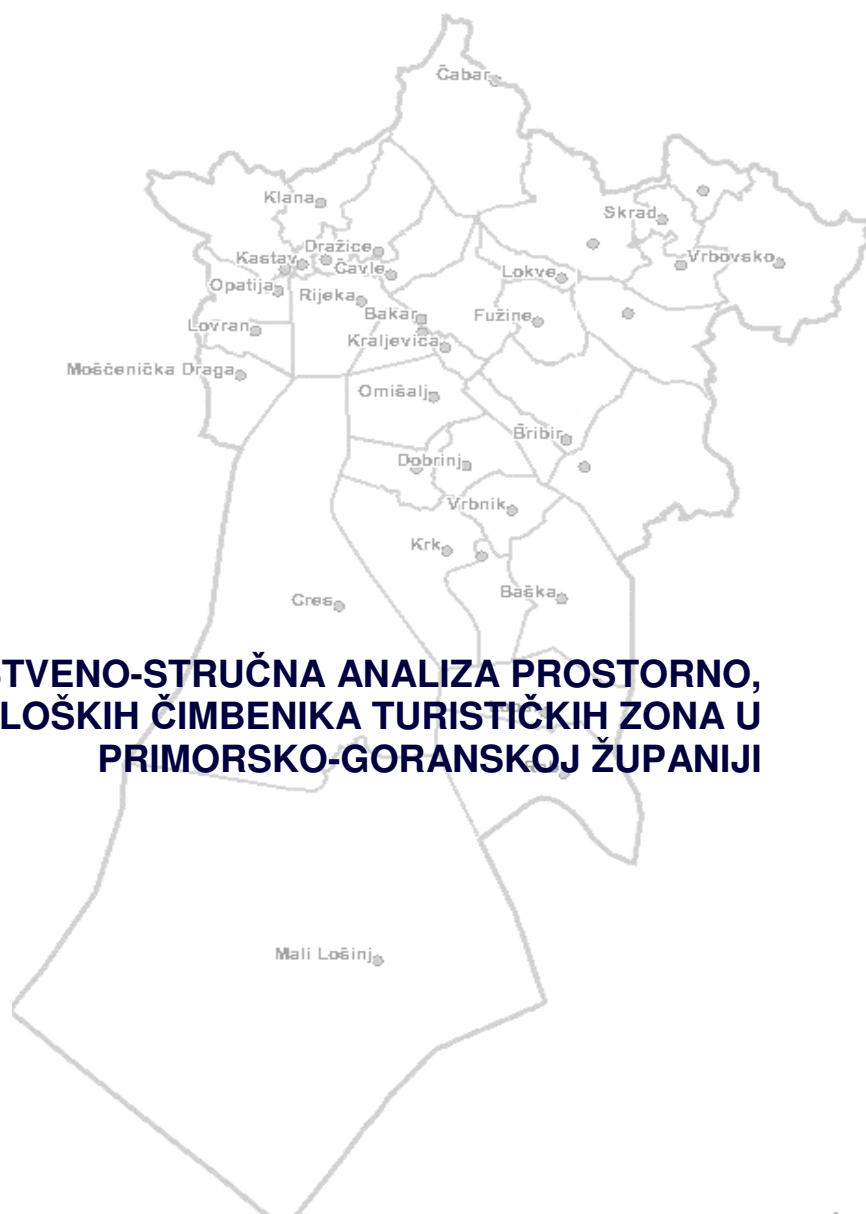 Čabar
Klana
Skrad
Dražice
Vrbovsko
Kastav
Čavle
Lokve
Opatija
Rijeka
Bakar
Fužine
Lovran
Kraljevica
Mošćenička Draga
Omišalj
Bribir
Dobrinj
Vrbnik
Krk
Baška
Cres
STVENO-STRUČNA ANALIZA PROSTORNO,
LOŠKIH ČIMBENIKA TURISTIČKIH ZONA U
PRIMORSKO-GORANSKOJ ŽUPANIJI
Mali Lošinj